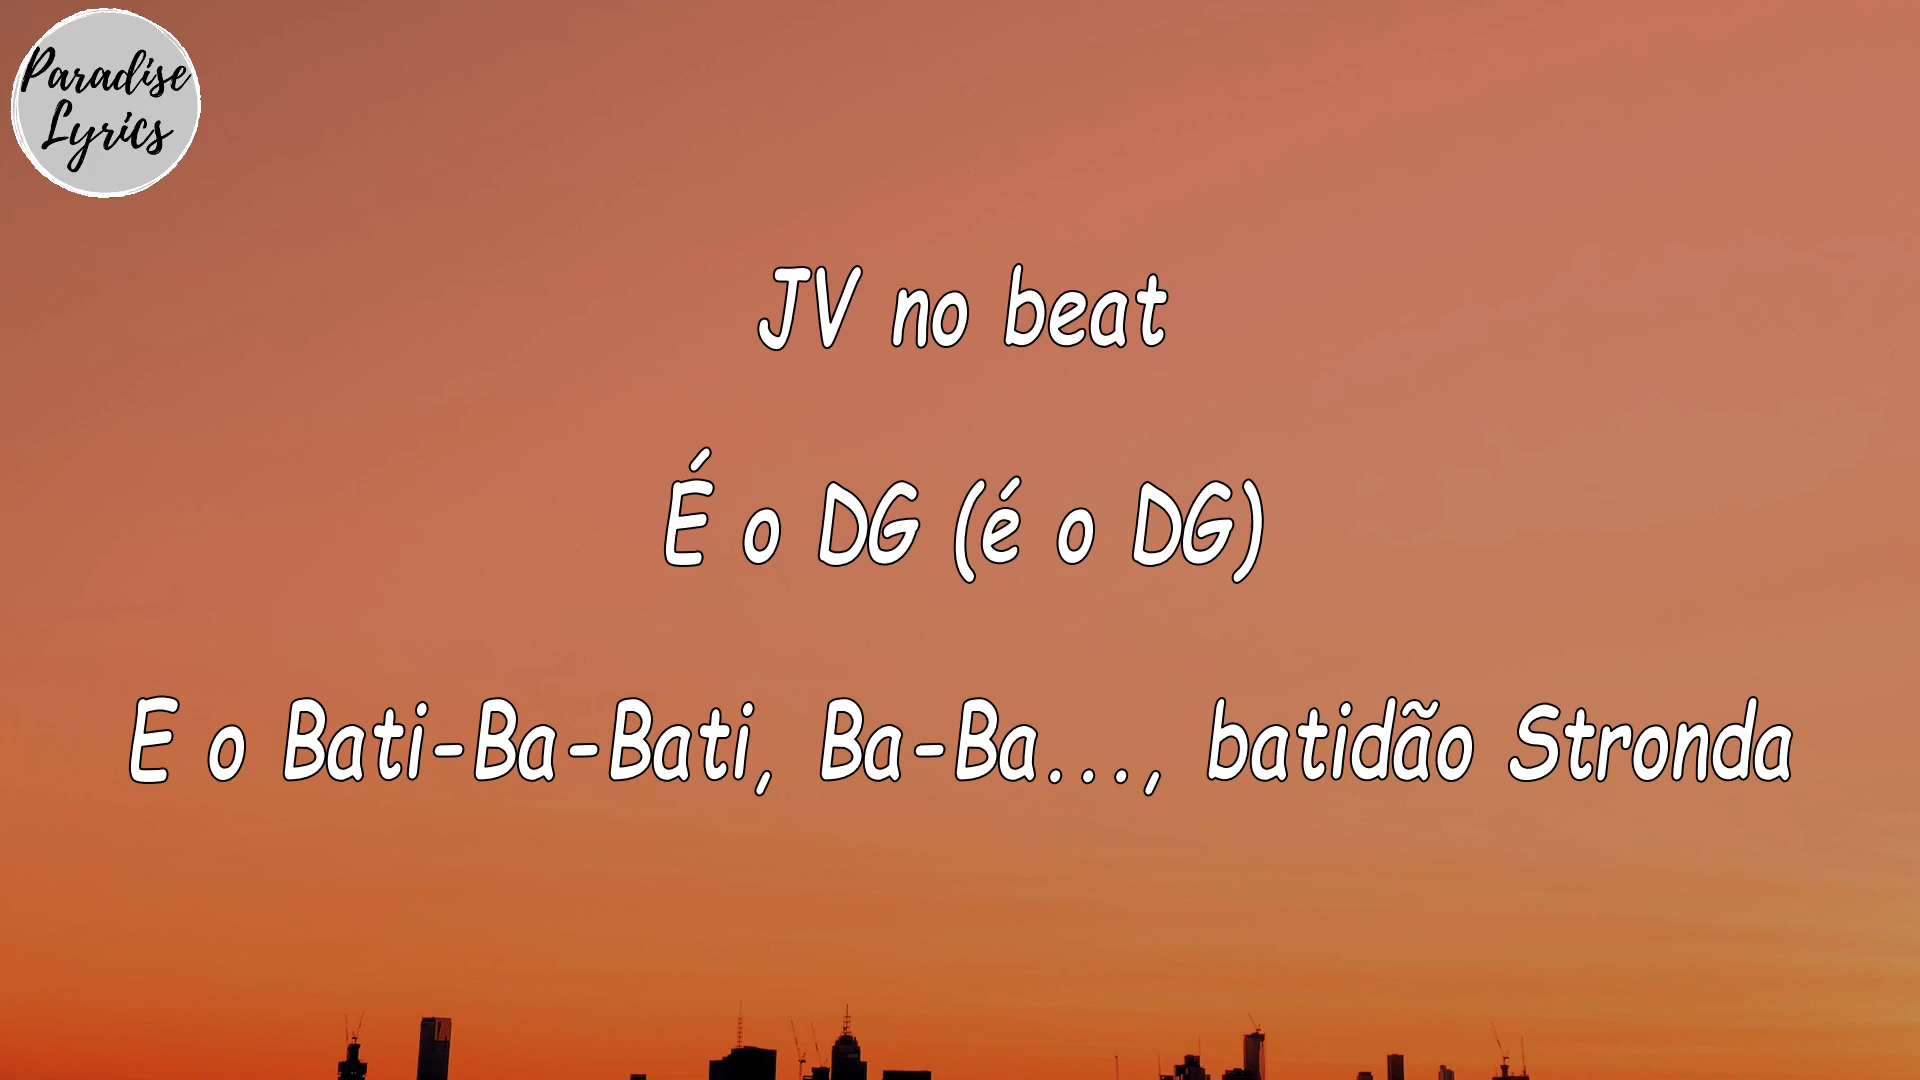 Paradise
Lyrics
JV no beat
É o DG (é o DG)
E o Bati-Ba-Bati, Ba-Ba..., batidão Stronda